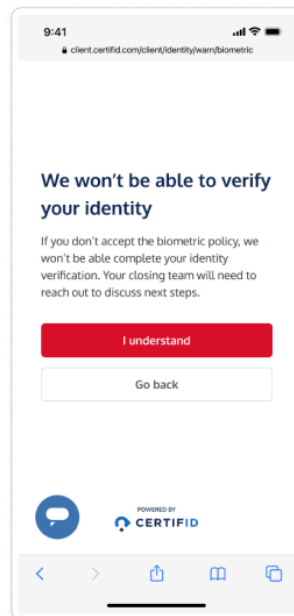 9:41
client.certifid.com/client/identity/warn/biometric
We won't be able to verify
your identity
If you don't accept the biometric policy, we
won't be able complete your identity
verification. Your closing team will need to
reach out to discuss next steps.
I understand
Go back
POWERED BY
CERTIFID